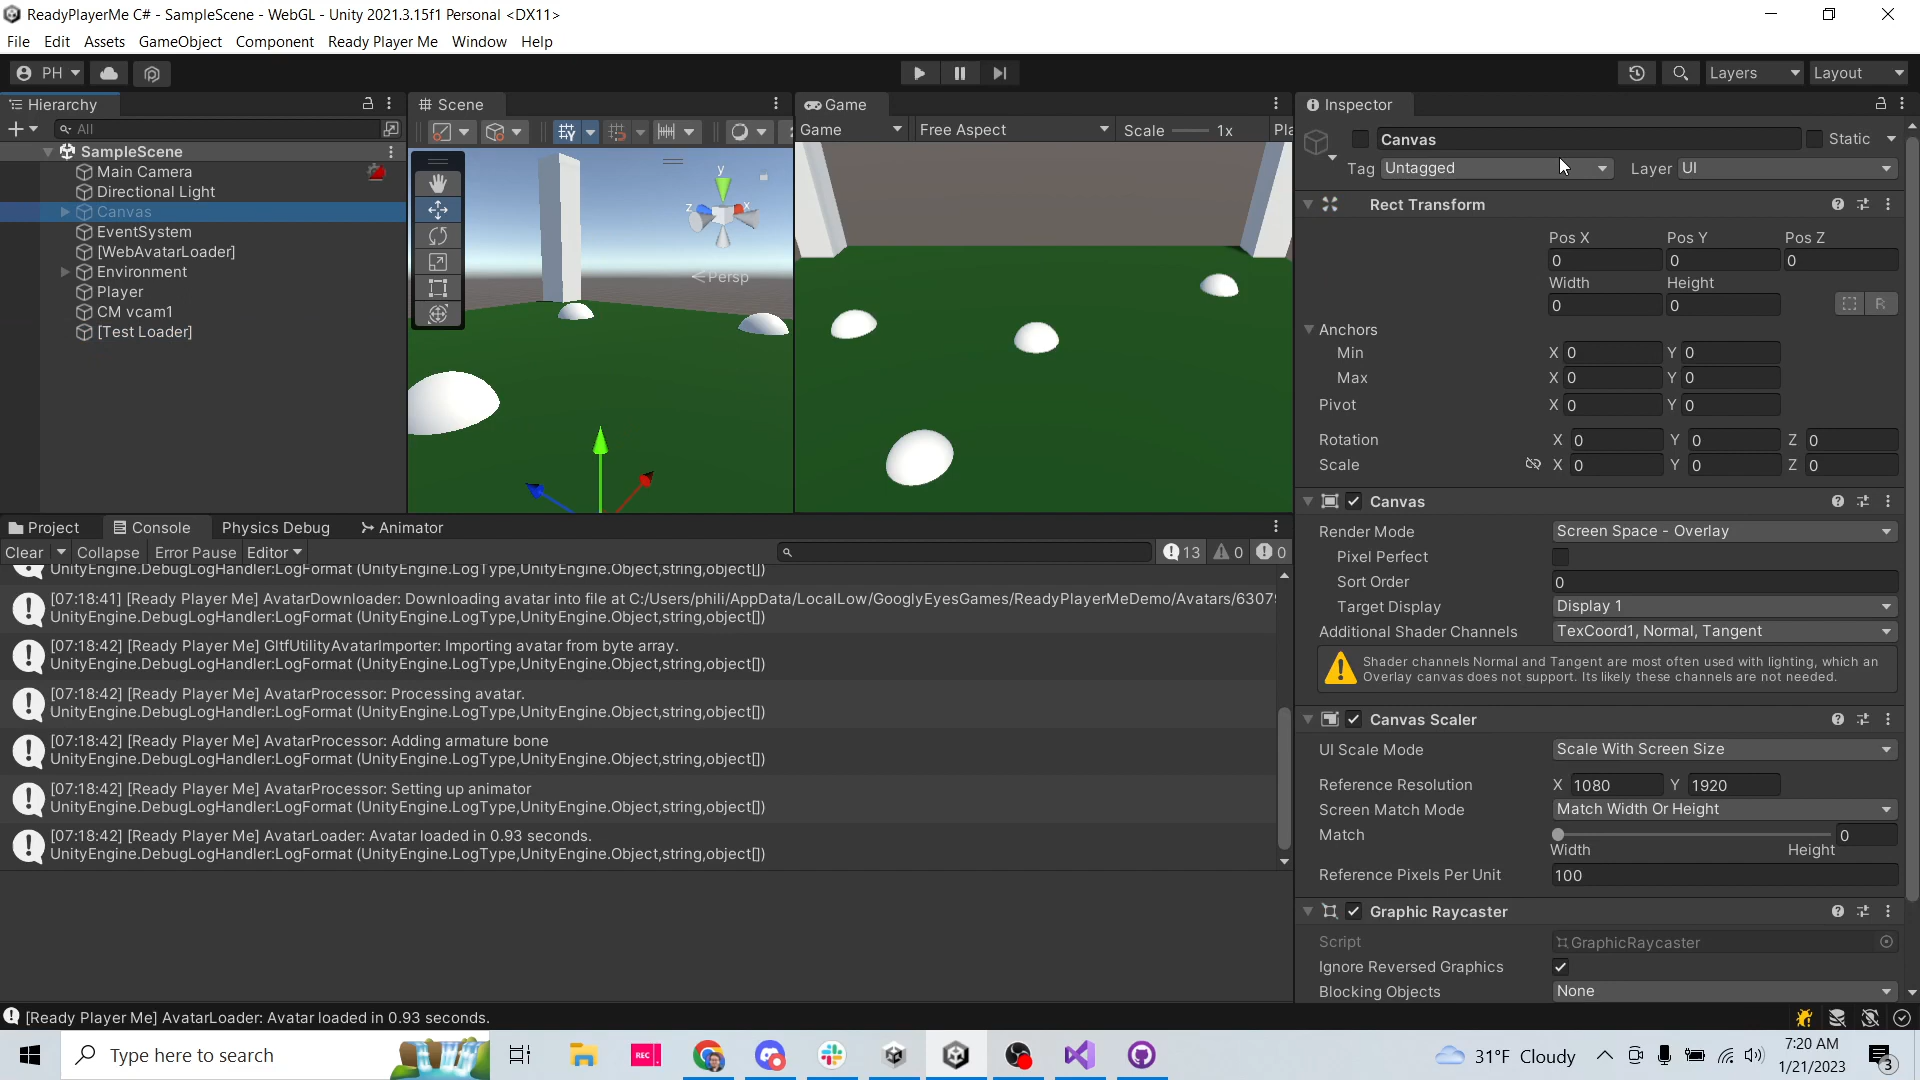 ReadyPlayerMe C# - SampleScene - WebGL - Unity 2021.3.15f1 Personal <DX11>
File Edit Assets GameObject Component Ready Player Me Window Help
PH Layers Layout
Hierarchy
All
SampleScene
Main Camera
Directional Light
Canvas
EventSystem
[WebAvatarLoader]
Environment
Player
CM vcam1
[Test Loader]
Scene
y
z
x
Persp
Game
Game Free Aspect Scale 1x
Inspector
Canvas Static
Tag Untagged Layer UI
Rect Transform
Pos X Pos Y Pos Z
0 0 0
Width Height
0 0 R
Anchors
Min X 0 Y 0
Max X 0 Y 0
Pivot X 0 Y 0
Rotation X 0 Y 0 Z 0
Scale X 0 Y 0 Z 0
Canvas
Render Mode Screen Space - Overlay
Pixel Perfect
Sort Order 0
Target Display Display 1
Additional Shader Channels TexCoord1, Normal, Tangent
Shader channels Normal and Tangent are most often used with lighting, which an
Overlay canvas does not support. Its likely these channels are not needed.
Canvas Scaler
UI Scale Mode Scale With Screen Size
Reference Resolution X 1080 Y 1920
Screen Match Mode Match Width Or Height
Match 0
Width Height
Reference Pixels Per Unit 100
Graphic Raycaster
Script GraphicRaycaster
Ignore Reversed Graphics
Blocking Objects None
Project Console Physics Debug Animator
Clear Collapse Error Pause Editor 13 0 0
UnityEngine.DebugLogHandler:LogFormat (UnityEngine.LogType,UnityEngine.Object,string,object[])
[07:18:41] [Ready Player Me] AvatarDownloader: Downloading avatar into file at C:/Users/phili/AppData/LocalLow/GooglyEyesGames/ReadyPlayerMeDemo/Avatars/6307
UnityEngine.DebugLogHandler:LogFormat (UnityEngine.LogType,UnityEngine.Object,string,object[])
[07:18:42] [Ready Player Me] GltfUtilityAvatarImporter: Importing avatar from byte array.
UnityEngine.DebugLogHandler:LogFormat (UnityEngine.LogType,UnityEngine.Object,string,object[])
[07:18:42] [Ready Player Me] AvatarProcessor: Processing avatar.
UnityEngine.DebugLogHandler:LogFormat (UnityEngine.LogType,UnityEngine.Object,string,object[])
[07:18:42] [Ready Player Me] AvatarProcessor: Adding armature bone
UnityEngine.DebugLogHandler:LogFormat (UnityEngine.LogType,UnityEngine.Object,string,object[])
[07:18:42] [Ready Player Me] AvatarProcessor: Setting up animator
UnityEngine.DebugLogHandler:LogFormat (UnityEngine.LogType,UnityEngine.Object,string,object[])
[07:18:42] [Ready Player Me] AvatarLoader: Avatar loaded in 0.93 seconds.
UnityEngine.DebugLogHandler:LogFormat (UnityEngine.LogType,UnityEngine.Object,string,object[])
[Ready Player Me] AvatarLoader: Avatar loaded in 0.93 seconds.
Type here to search REC 31°F Cloudy 7:20 AM
1/21/2023 3